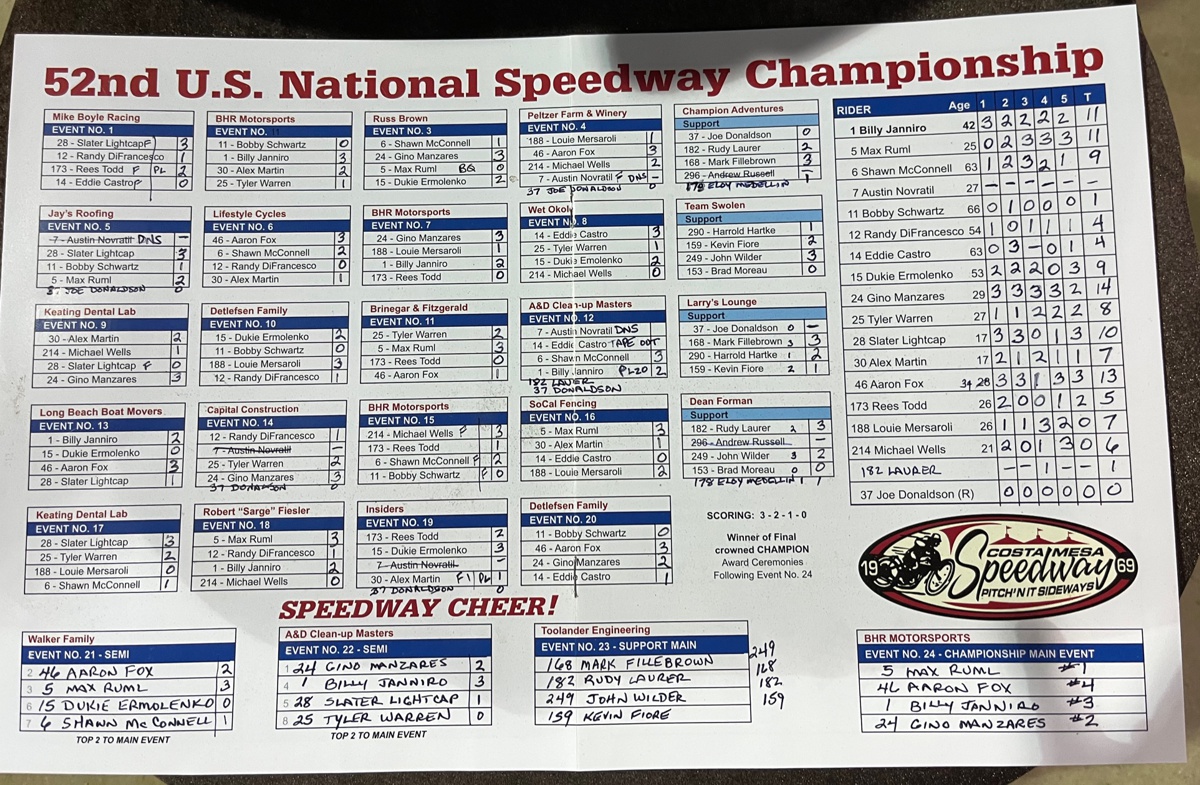 52nd U.S. National Speedway Championship
Mike Boyle Racing
EVENT NO. 1
28 - Slater Lightcap F 3
12 - Randy DiFrancesco 1
173 - Rees Todd F PL 2
14 - Eddie Castro F 0
BHR Motorsports
EVENT NO.
11 - Bobby Schwartz 0
1 - Billy Janniro 3
30 - Alex Martin 2
25 - Tyler Warren 1
Russ Brown
EVENT NO. 3
6 - Shawn McConnell 1
24 - Gino Manzares 3
5 - Max Ruml BQ 0
15 - Dukie Ermolenko 2
Peltzer Farm & Winery
EVENT NO. 4
188 - Louie Mersaroli 1
46 - Aaron Fox 3
214 - Michael Wells 2
7 - Austin Novratil F DNS -
37 JOE DONALDSON 0
Champion Adventures
Support
37 - Joe Donaldson 0
182 - Rudy Laurer 2
168 - Mark Fillebrown 3
296 - Andrew Russell 1
178 ELOY MEDELLIN
Jay's Roofing
EVENT NO. 5
7 - Austin Novratil DNS -
28 - Slater Lightcap 3
11 - Bobby Schwartz 1
5 - Max Ruml 2
37 JOE DONALDSON 0
Lifestyle Cycles
EVENT NO. 6
46 - Aaron Fox 3
6 - Shawn McConnell 2
12 - Randy DiFrancesco 0
30 - Alex Martin 1
BHR Motorsports
EVENT NO. 7
24 - Gino Manzares 3
188 - Louie Mersaroli 1
1 - Billy Janniro 2
173 - Rees Todd 0
Wet Okoly
EVENT NO. 8
14 - Eddie Castro 3
25 - Tyler Warren 1
15 - Dukie Ermolenko 2
214 - Michael Wells 0
Team Swolen
Support
290 - Harrold Hartke 1
159 - Kevin Fiore 2
249 - John Wilder 3
153 - Brad Moreau 0
Keating Dental Lab
EVENT NO. 9
30 - Alex Martin 2
214 - Michael Wells 1
28 - Slater Lightcap F 0
24 - Gino Manzares 3
Detlefsen Family
EVENT NO. 10
15 - Dukie Ermolenko 2
11 - Bobby Schwartz 0
188 - Louie Mersaroli 3
12 - Randy DiFrancesco 1
Brinegar & Fitzgerald
EVENT NO. 11
25 - Tyler Warren 2
5 - Max Ruml 3
173 - Rees Todd 0
46 - Aaron Fox 1
A&D Clean-up Masters
EVENT NO. 12
7 - Austin Novratil DNS
14 - Eddie Castro TAPE OUT
6 - Shawn McConnell 3
1 - Billy Janniro PL20 2
182 LAUER
37 DONALDSON
Larry's Lounge
Support
37 - Joe Donaldson 0 -
168 - Mark Fillebrown 3 3
290 - Harrold Hartke 1 2
159 - Kevin Fiore 2 1
Long Beach Boat Movers
EVENT NO. 13
1 - Billy Janniro 2
15 - Dukie Ermolenko 0
46 - Aaron Fox 3
28 - Slater Lightcap 1
Capital Construction
EVENT NO. 14
12 - Randy DiFrancesco 1
7 - Austin Novratil -
25 - Tyler Warren 2
24 - Gino Manzares 3
37 DONALDSON 0
BHR Motorsports
EVENT NO. 15
214 - Michael Wells F 3
173 - Rees Todd 1
6 - Shawn McConnell F 2
11 - Bobby Schwartz F 0
SoCal Fencing
EVENT NO. 16
5 - Max Ruml 3
30 - Alex Martin 1
14 - Eddie Castro 0
188 - Louie Mersaroli 2
Dean Forman
Support
182 - Rudy Laurer 2 3
296 - Andrew Russell -
249 - John Wilder 3 2
153 - Brad Moreau 0 0
178 ELOY MEDELLIN 1 1
Keating Dental Lab
EVENT NO. 17
28 - Slater Lightcap 3
25 - Tyler Warren 2
188 - Louie Mersaroli 0
6 - Shawn McConnell 1
Robert "Sarge" Fiesler
EVENT NO. 18
5 - Max Ruml 3
12 - Randy DiFrancesco 1
1 - Billy Janniro 2
214 - Michael Wells 0
Insiders
EVENT NO. 19
173 - Rees Todd 2
15 - Dukie Ermolenko 3
7 - Austin Novratil -
30 - Alex Martin F1 PL 1
37 DONALDSON 0
Detlefsen Family
EVENT NO. 20
11 - Bobby Schwartz 0
46 - Aaron Fox 3
24 - Gino Manzares 2
14 - Eddie Castro 1
SCORING: 3 - 2 - 1 - 0
Winner of Final
crowned CHAMPION
Award Ceremonies
Following Event No. 24
RIDER Age 1 2 3 4 5 T
1 Billy Janniro 42 3 2 2 2 2 11
5 Max Ruml 25 0 2 3 3 3 11
6 Shawn McConnell 63 1 2 3 2 1 9
7 Austin Novratil 27 - - - - - -
11 Bobby Schwartz 66 0 1 0 0 0 1
12 Randy DiFrancesco 54 1 0 1 1 1 4
14 Eddie Castro 63 0 3 - 0 1 4
15 Dukie Ermolenko 53 2 2 2 0 3 9
24 Gino Manzares 29 3 3 3 3 2 14
25 Tyler Warren 27 1 1 2 2 2 8
28 Slater Lightcap 17 3 3 0 1 3 10
30 Alex Martin 17 2 1 2 1 1 7
46 Aaron Fox 34 28 3 3 1 3 3 13
173 Rees Todd 26 2 0 0 1 2 5
188 Louie Mersaroli 26 1 1 3 2 0 7
214 Michael Wells 21 2 0 1 3 0 6
182 LAURER - - 1 - - 1
37 Joe Donaldson (R) 0 0 0 0 0 0
19 COSTA MESA 69
Speedway
PITCH'N IT SIDEWAYS
SPEEDWAY CHEER!
Walker Family
EVENT NO. 21 - SEMI
2 46 AARON FOX 2
3 5 MAX RUML 3
6 15 DUKIE ERMOLENKO 0
7 6 SHAWN McCONNELL 1
TOP 2 TO MAIN EVENT
A&D Clean-up Masters
EVENT NO. 22 - SEMI
1 24 GINO MANZARES 2
4 1 BILLY JANNIRO 3
5 28 SLATER LIGHTCAP 1
8 25 TYLER WARREN 0
TOP 2 TO MAIN EVENT
Toolander Engineering
EVENT NO. 23 - SUPPORT MAIN
168 MARK FILLEBROWN
182 RUDY LAURER
249 JOHN WILDER
159 KEVIN FIORE
249
168
182
159
BHR MOTORSPORTS
EVENT NO. 24 - CHAMPIONSHIP MAIN EVENT
5 MAX RUML #1
46 AARON FOX #4
1 BILLY JANNIRO #3
24 GINO MANZARES #2